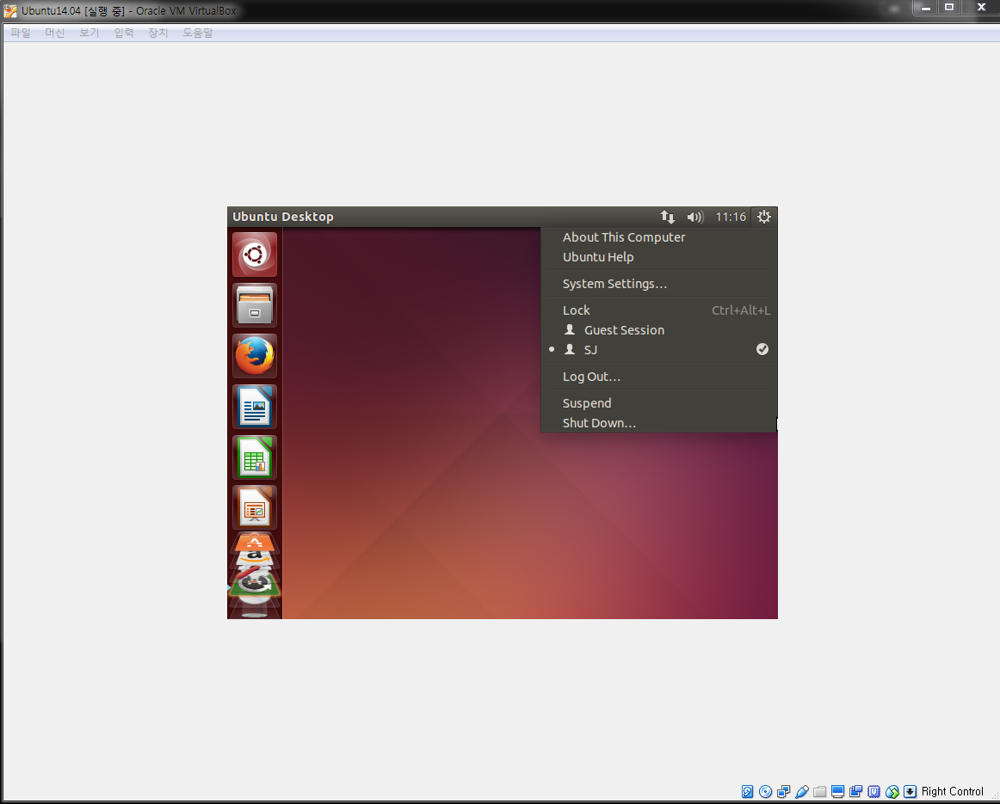 Ubuntu14.04 [실행 중] - Oracle VM VirtualBox
파일 머신 보기 입력 장치 도움말
Ubuntu Desktop 11:16
About This Computer
Ubuntu Help
System Settings...
Lock Ctrl+Alt+L
Guest Session
SJ
Log Out...
Suspend
Shut Down...
Right Control